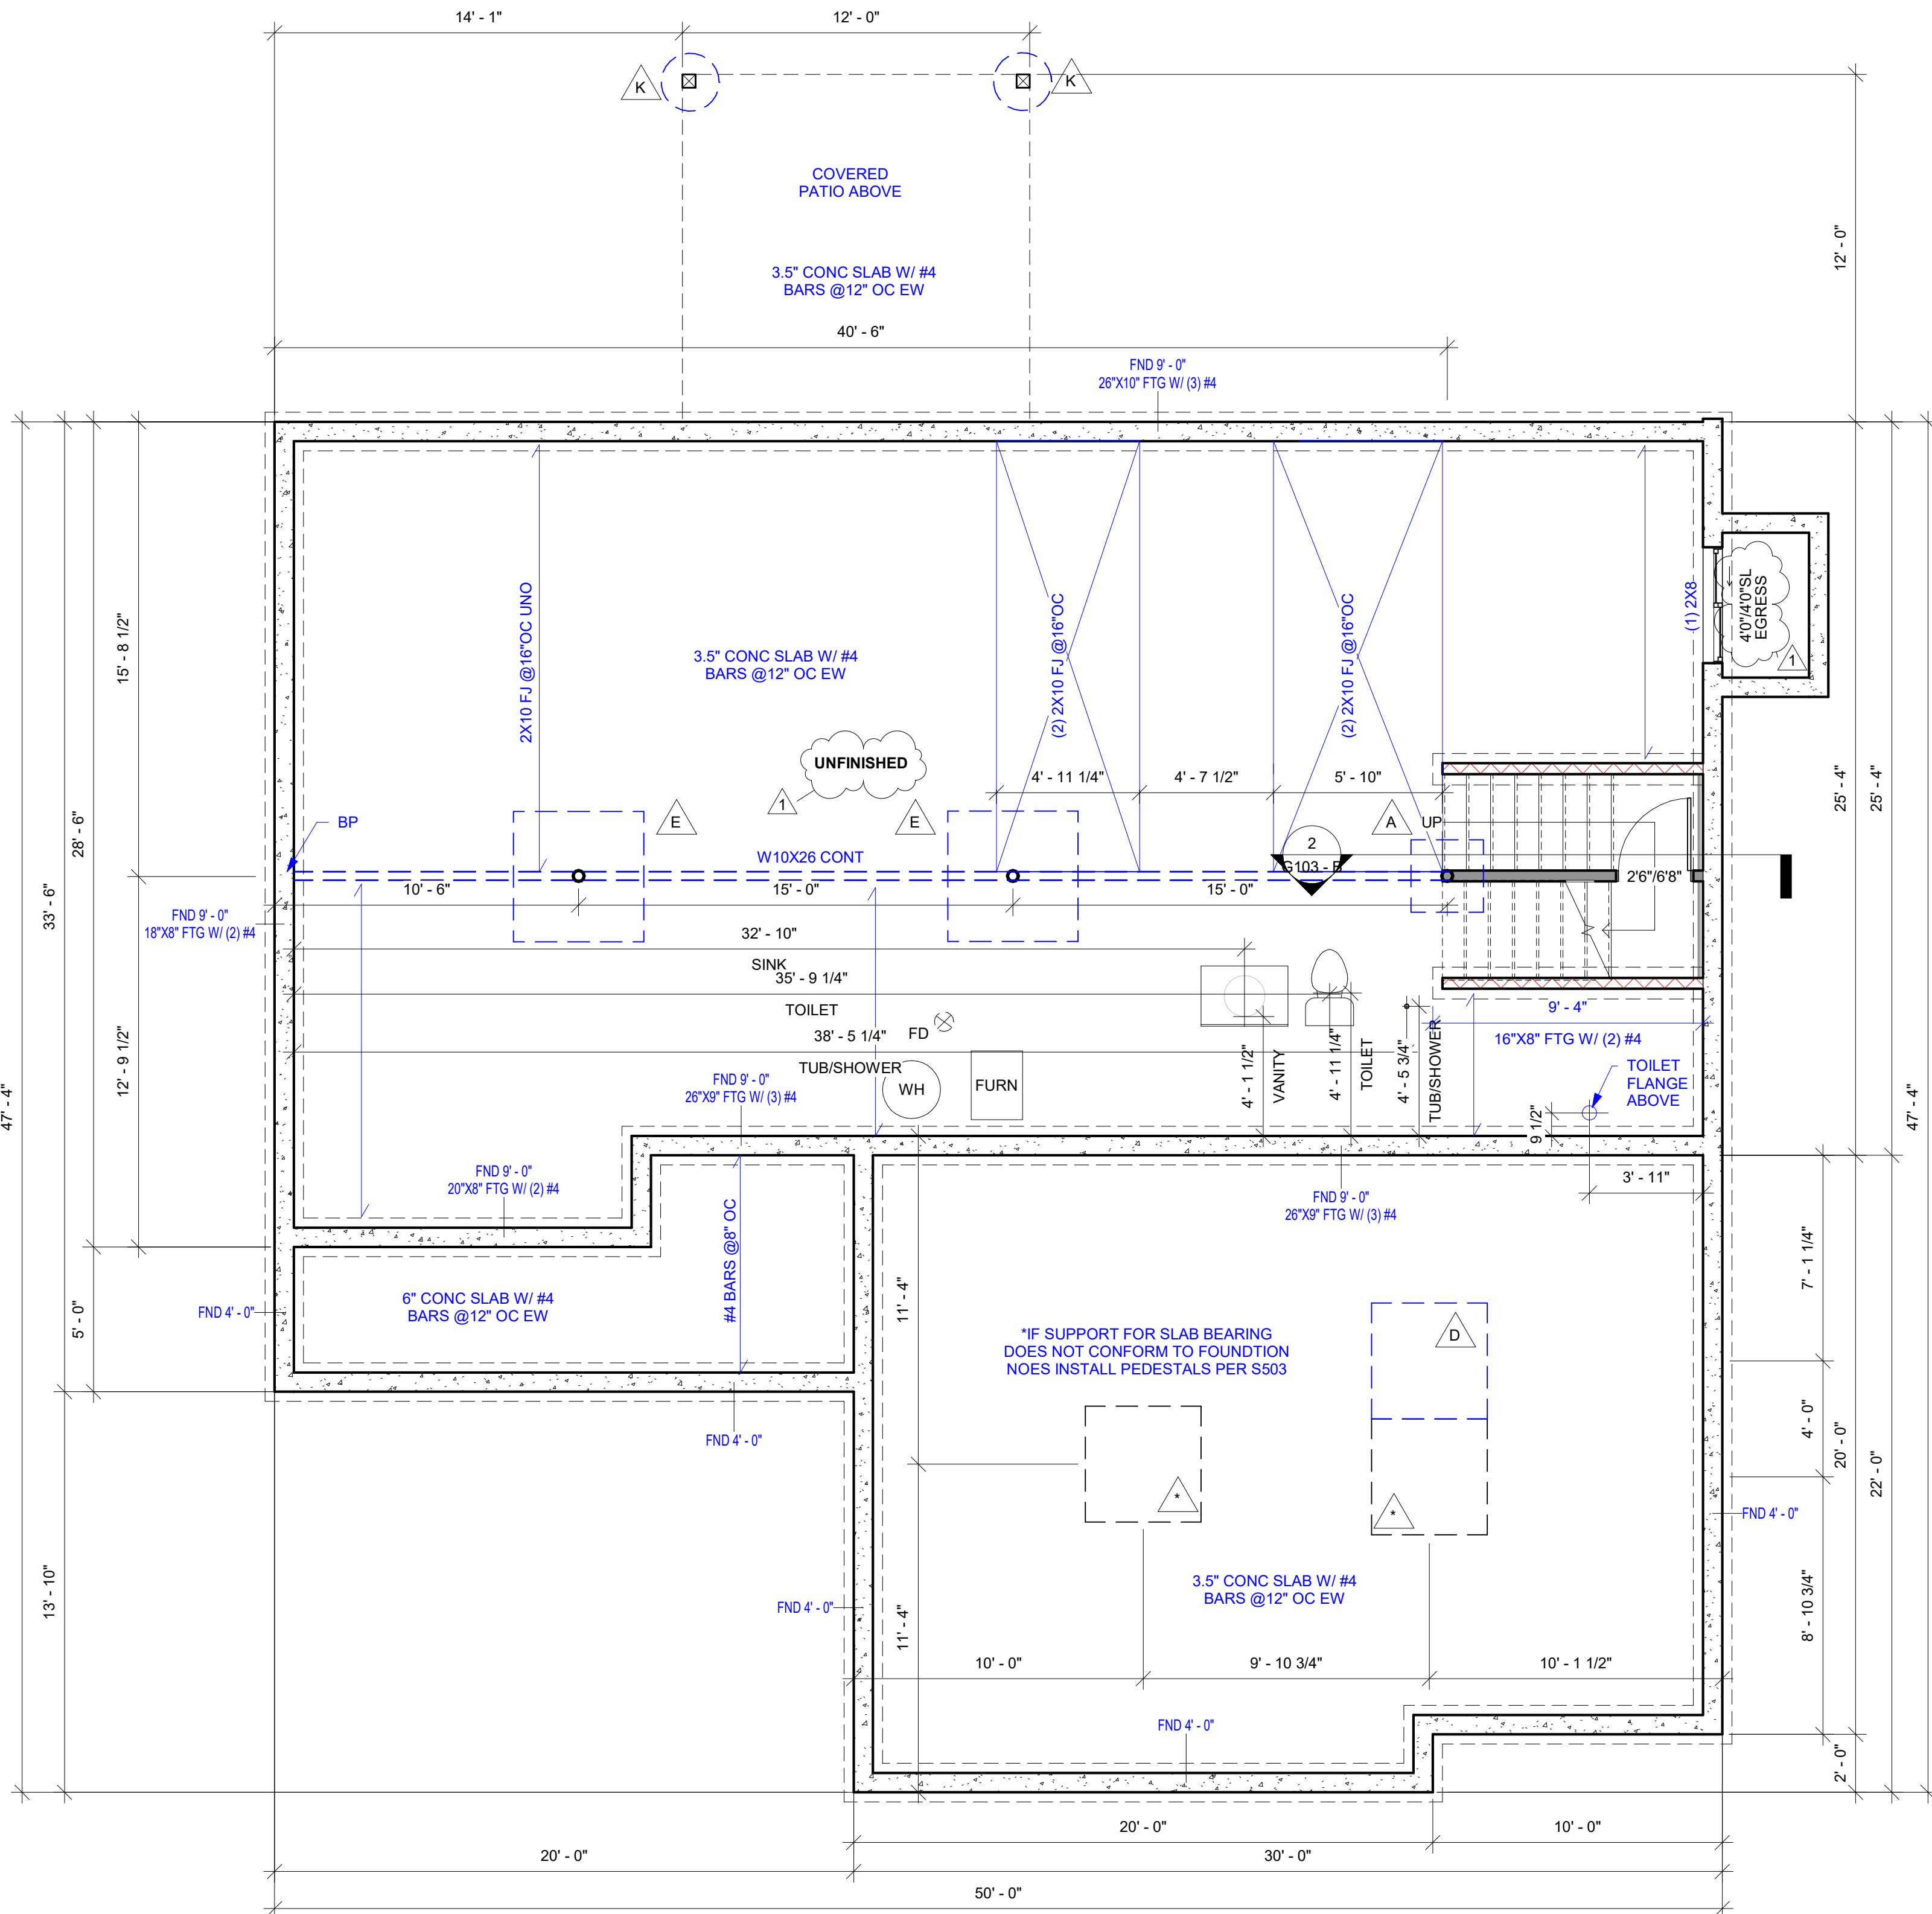 14' - 1"
12' - 0"
K
K
COVERED
PATIO ABOVE
12' - 0"
3.5" CONC SLAB W/ #4
BARS @12" OC EW
40' - 6"
FND 9' - 0"
26"X10" FTG W/ (3) #4
2X10 FJ @16"OC UNO
(2) 2X10 FJ @16"OC
(2) 2X10 FJ @16"OC
(1) 2X8
4'0"/4'0"SL
EGRESS
1
15' - 8 1/2"
3.5" CONC SLAB W/ #4
BARS @12" OC EW
UNFINISHED
1
4' - 11 1/4"
4' - 7 1/2"
5' - 10"
25' - 4"
25' - 4"
28' - 6"
33' - 6"
47' - 4"
BP
E
E
A
UP
2
G103 - B
W10X26 CONT
2'6"/6'8"
10' - 6"
15' - 0"
15' - 0"
FND 9' - 0"
18"X8" FTG W/ (2) #4
32' - 10"
SINK
35' - 9 1/4"
TOILET
38' - 5 1/4"
TUB/SHOWER
FD
WH
FURN
4' - 1 1/2"
VANITY
4' - 11 1/4"
TOILET
4' - 5 3/4"
TUB/SHOWER
9' - 4"
16"X8" FTG W/ (2) #4
TOILET
FLANGE
ABOVE
9 1/2"
3' - 11"
12' - 9 1/2"
47' - 4"
FND 9' - 0"
26"X9" FTG W/ (3) #4
FND 9' - 0"
20"X8" FTG W/ (2) #4
FND 9' - 0"
26"X9" FTG W/ (3) #4
#4 BARS @8" OC
6" CONC SLAB W/ #4
BARS @12" OC EW
FND 4' - 0"
5' - 0"
11' - 4"
7' - 1 1/4"
*IF SUPPORT FOR SLAB BEARING
DOES NOT CONFORM TO FOUNDTION
NOES INSTALL PEDESTALS PER S503
D
FND 4' - 0"
4' - 0"
20' - 0"
22' - 0"
*
*
FND 4' - 0"
13' - 10"
3.5" CONC SLAB W/ #4
BARS @12" OC EW
FND 4' - 0"
11' - 4"
8' - 10 3/4"
10' - 0"
9' - 10 3/4"
10' - 1 1/2"
FND 4' - 0"
2' - 0"
20' - 0"
10' - 0"
20' - 0"
30' - 0"
50' - 0"